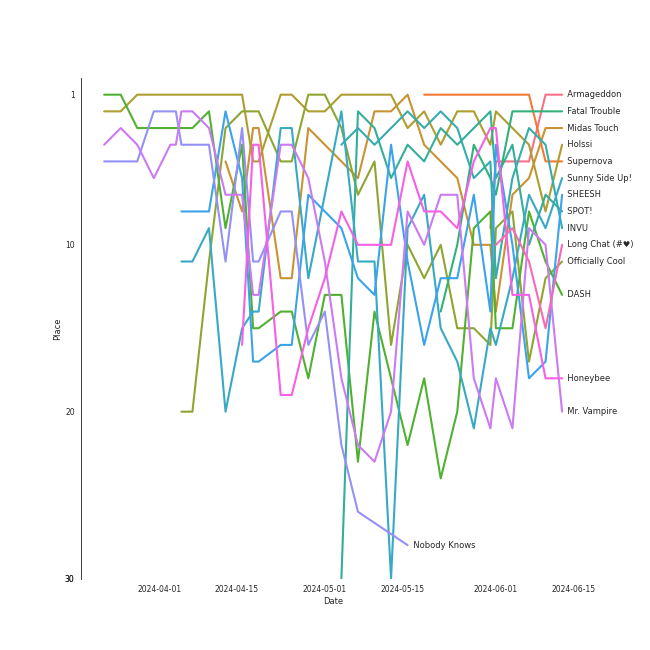 1
10
20
30
Place
2024-04-01
2024-04-15
2024-05-01
2024-05-15
2024-06-01
2024-06-15
Date
Armageddon
Fatal Trouble
Midas Touch
Holssi
Supernova
Sunny Side Up!
SHEESH
SPOT!
INVU
Long Chat (#♥)
Officially Cool
DASH
Honeybee
Mr. Vampire
Nobody Knows